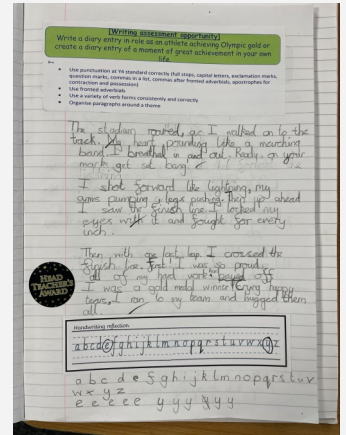 [Writing assessment opportunity]
Write a diary entry in role as an athlete achieving Olympic gold or
create a diary entry of a moment of great achievement in your own
life.
Use punctuation at Y4 standard correctly (full stops, capital letters, exclamation marks,
question marks, commas in a list, commas after fronted adverbials, apostrophes for
contraction and possession)
Use fronted adverbials
Use a variety of verb forms consistently and correctly
Organise paragraphs around a theme
The stadium roared, as I walked on to the
track. My heart pounding like a marching
band. I breathed in and out. Ready, on your
mark get set bang.
I shot forward like lightning, my
arms pumping, legs pushing. Then up ahead
I saw the finish line. I locked my
eyes with it and fought for every
inch.
Then with one last leap. I crossed the
finish line first I was so proud
all of my hard work payed off
I was a gold medal winner! Crying happy
tears, I ran to my team and hugged them
all.
HEAD
TEACHER'S
AWARD
Handwriting reflection
abcdefghijklmnopqrstuvwxyz
a b c d e f g h i j k l m n o p q r s t u v
w x y z
e e e e e y y y y y y